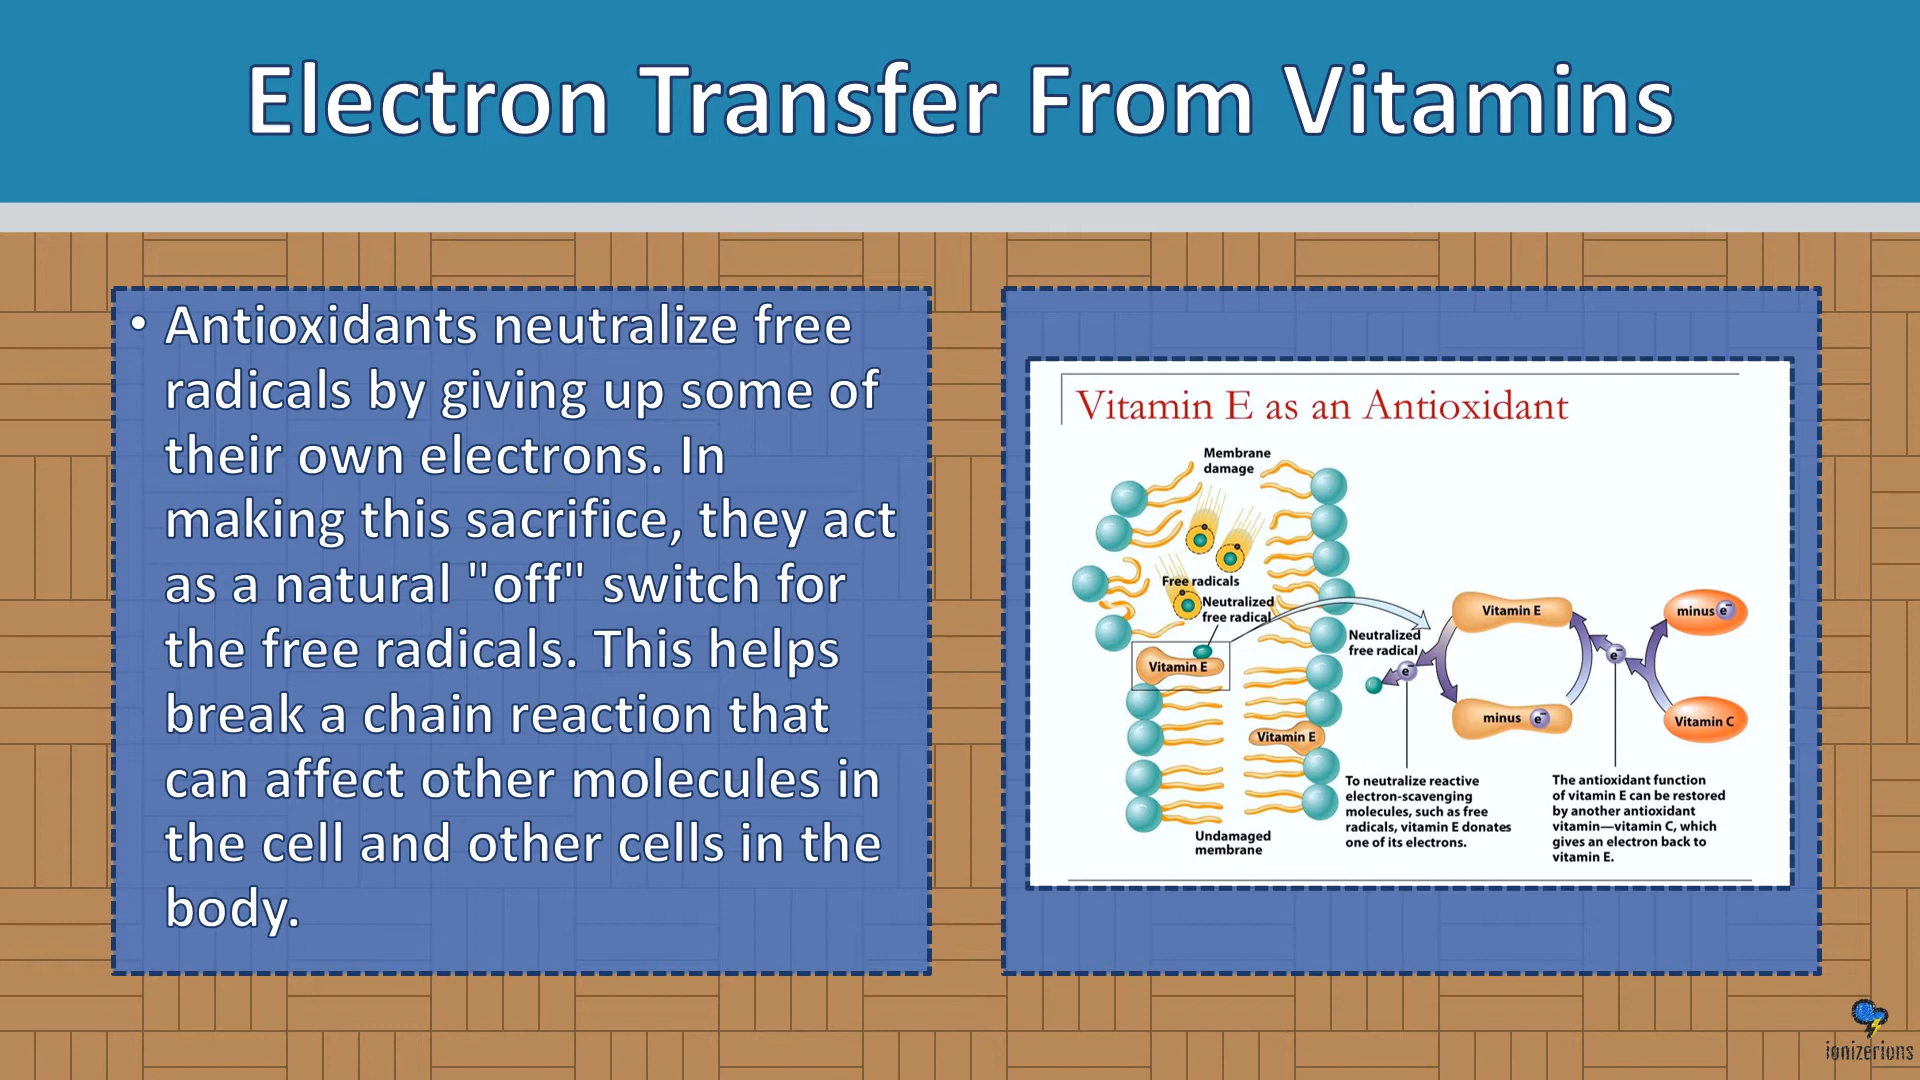 Electron Transfer From Vitamins
• Antioxidants neutralize free
radicals by giving up some of
their own electrons. In
making this sacrifice, they act
as a natural "off" switch for
the free radicals. This helps
break a chain reaction that
can affect other molecules in
the cell and other cells in the
body.
Vitamin E as an Antioxidant
Membrane
damage
Free radicals
Neutralized
free radical
Vitamin E
Vitamin E
Undamaged
membrane
Neutralized
free radical
e⁻
Vitamin E
minus e⁻
e⁻
minus e⁻
Vitamin C
To neutralize reactive
electron-scavenging
molecules, such as free
radicals, vitamin E donates
one of its electrons.
The antioxidant function
of vitamin E can be restored
by another antioxidant
vitamin—vitamin C, which
gives an electron back to
vitamin E.
ionizerions